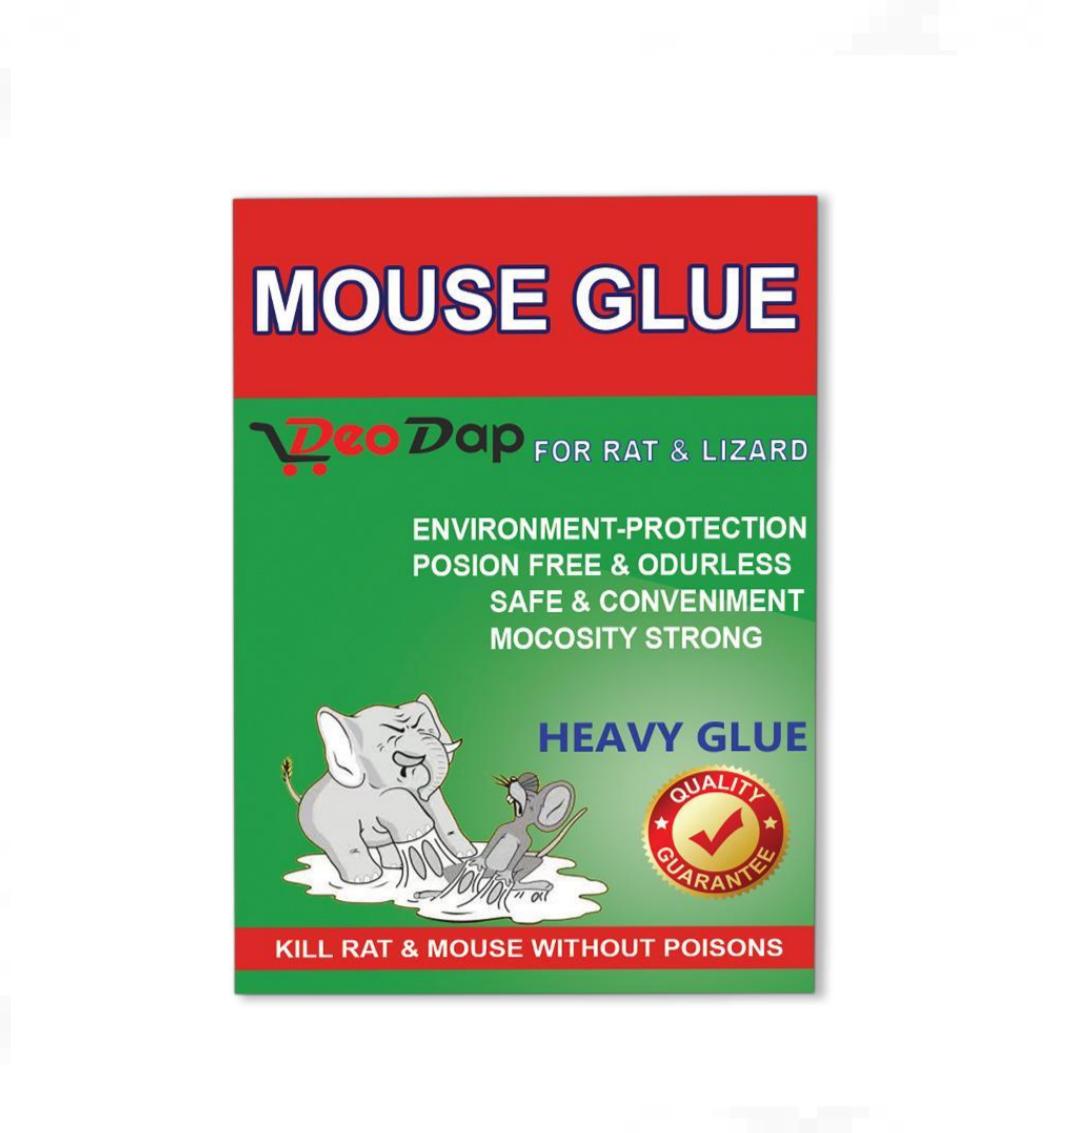 MOUSE GLUE
DeoDap
FOR RAT & LIZARD
ENVIRONMENT-PROTECTION
POSION FREE & ODURLESS
SAFE & CONVENIMENT
MOCOSITY STRONG
HEAVY GLUE
QUALITY
GUARANTEE
KILL RAT & MOUSE WITHOUT POISONS